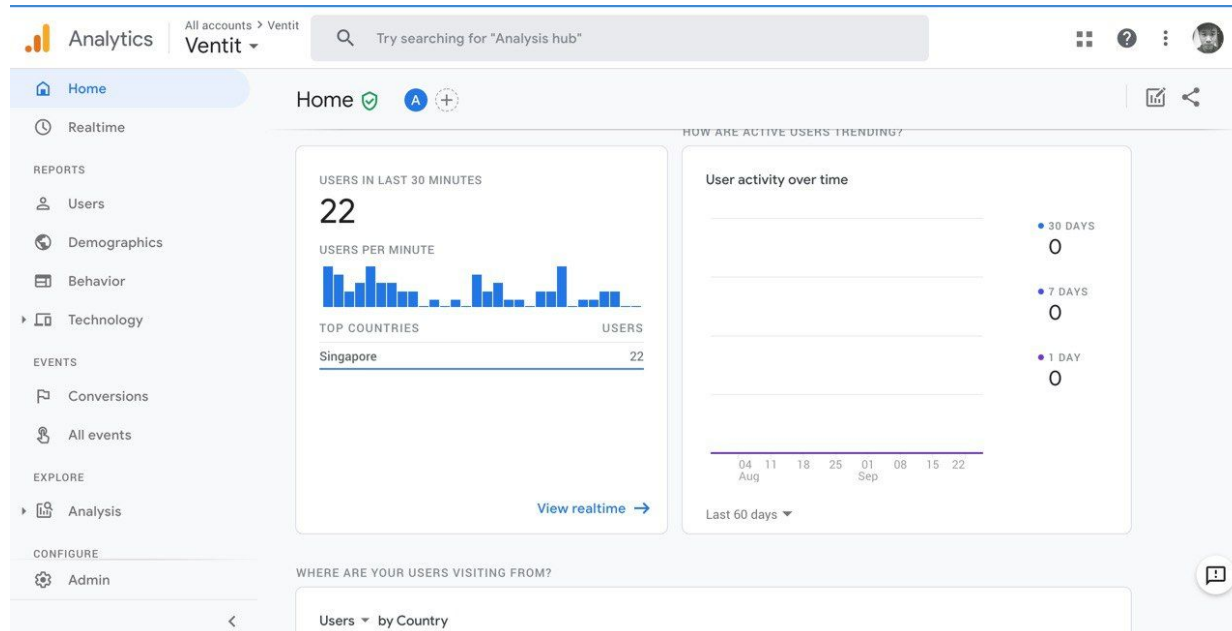 Analytics
All accounts > Ventit
Ventit
Try searching for "Analysis hub"
Home
Realtime
REPORTS
Users
Demographics
Behavior
Technology
EVENTS
Conversions
All events
EXPLORE
Analysis
CONFIGURE
Admin
Home A
USERS IN LAST 30 MINUTES
22
USERS PER MINUTE
TOP COUNTRIES USERS
Singapore 22
View realtime
HOW ARE ACTIVE USERS TRENDING?
User activity over time
30 DAYS
0
7 DAYS
0
1 DAY
0
04 11 18 25 01 08 15 22
Aug Sep
Last 60 days
WHERE ARE YOUR USERS VISITING FROM?
Users by Country